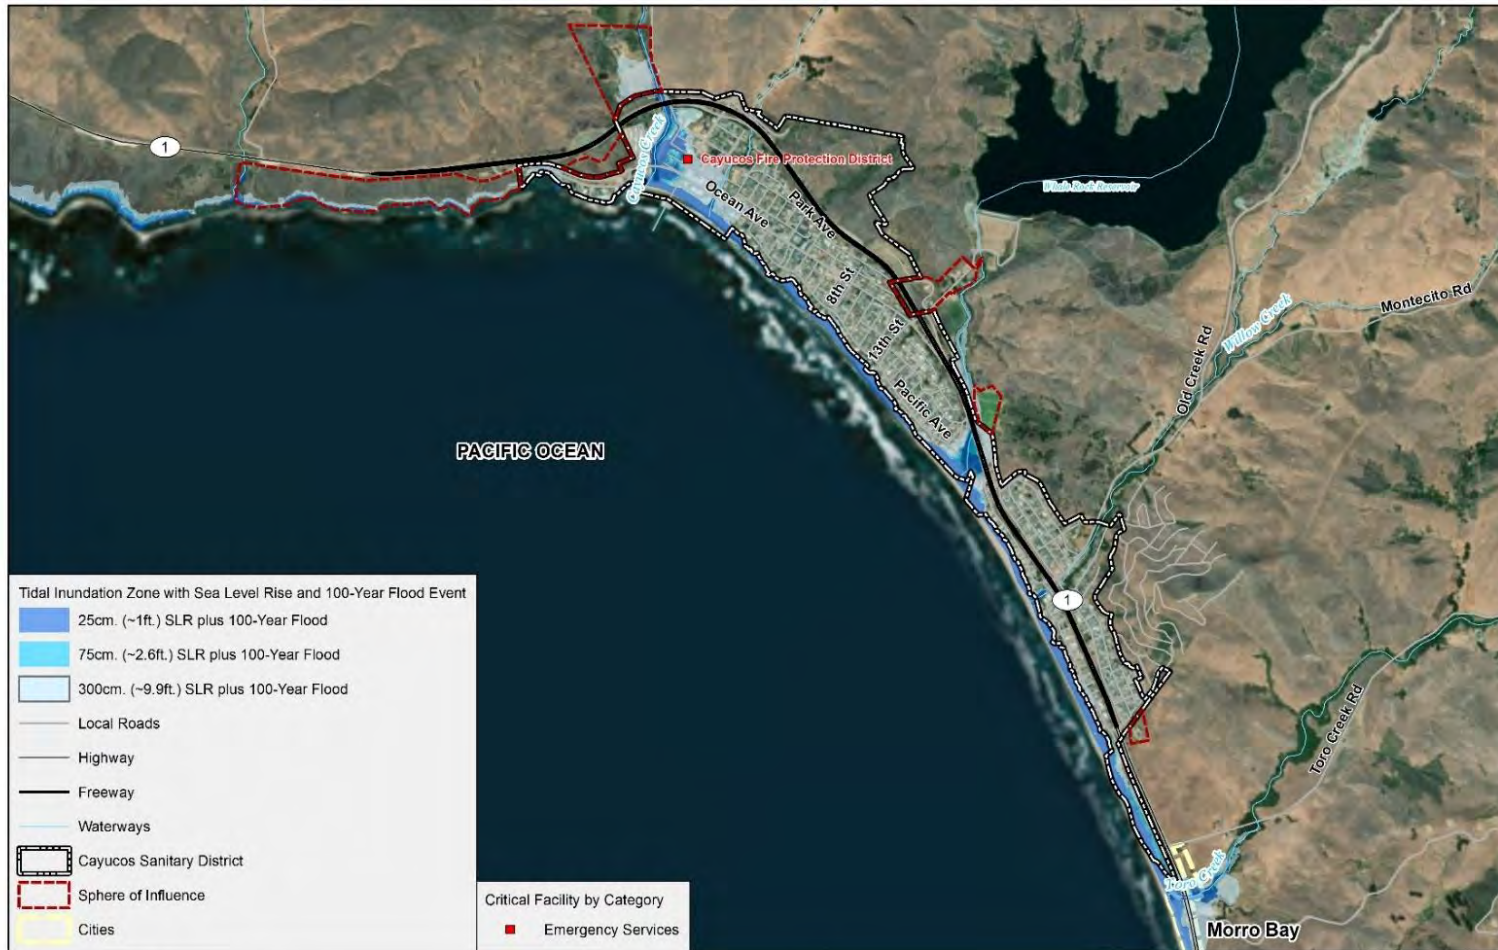 1
Cayucos Creek
Cayucos Fire Protection District
Ocean Ave
Park Ave
Whale Rock Reservoir
8th St
13th St
Pacific Ave
Montecito Rd
Willow Creek
Old Creek Rd
PACIFIC OCEAN
1
Toro Creek Rd
Toro Creek
Morro Bay
Tidal Inundation Zone with Sea Level Rise and 100-Year Flood Event
25cm. (~1ft.) SLR plus 100-Year Flood
75cm. (~2.6ft.) SLR plus 100-Year Flood
300cm. (~9.9ft.) SLR plus 100-Year Flood
Local Roads
Highway
Freeway
Waterways
Cayucos Sanitary District
Sphere of Influence
Cities
Critical Facility by Category
Emergency Services